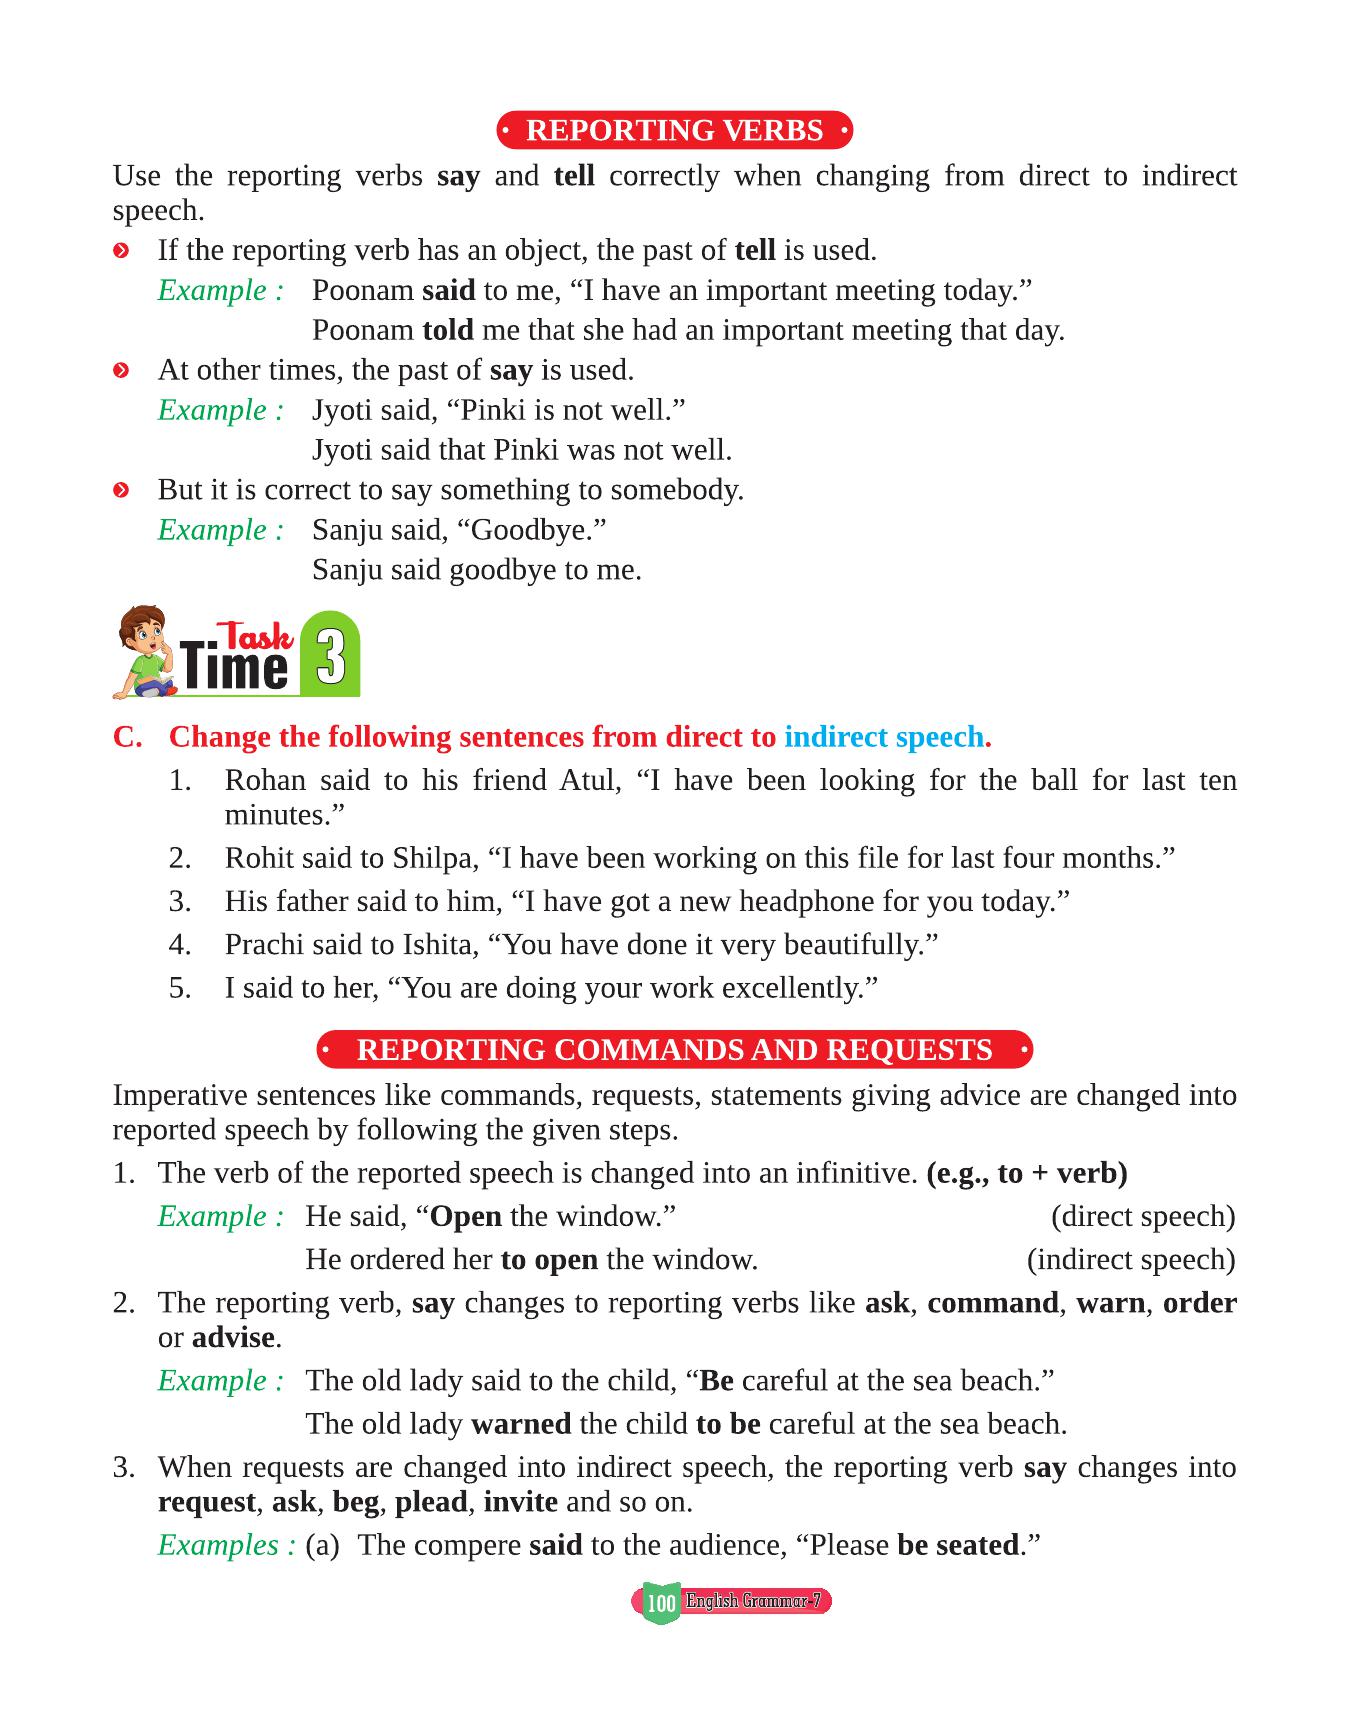 REPORTING VERBS
Use the reporting verbs say and tell correctly when changing from direct to indirect
speech.
If the reporting verb has an object, the past of tell is used.
Example : Poonam said to me, “I have an important meeting today.”
Poonam told me that she had an important meeting that day.
At other times, the past of say is used.
Example : Jyoti said, “Pinki is not well.”
Jyoti said that Pinki was not well.
But it is correct to say something to somebody.
Example : Sanju said, “Goodbye.”
Sanju said goodbye to me.
Task
Time 3
C. Change the following sentences from direct to indirect speech.
1. Rohan said to his friend Atul, “I have been looking for the ball for last ten
minutes.”
2. Rohit said to Shilpa, “I have been working on this file for last four months.”
3. His father said to him, “I have got a new headphone for you today.”
4. Prachi said to Ishita, “You have done it very beautifully.”
5. I said to her, “You are doing your work excellently.”
REPORTING COMMANDS AND REQUESTS
Imperative sentences like commands, requests, statements giving advice are changed into
reported speech by following the given steps.
1. The verb of the reported speech is changed into an infinitive. (e.g., to + verb)
Example : He said, “Open the window.” (direct speech)
He ordered her to open the window. (indirect speech)
2. The reporting verb, say changes to reporting verbs like ask, command, warn, order
or advise.
Example : The old lady said to the child, “Be careful at the sea beach.”
The old lady warned the child to be careful at the sea beach.
3. When requests are changed into indirect speech, the reporting verb say changes into
request, ask, beg, plead, invite and so on.
Examples : (a) The compere said to the audience, “Please be seated.”
100 English Grammar-7